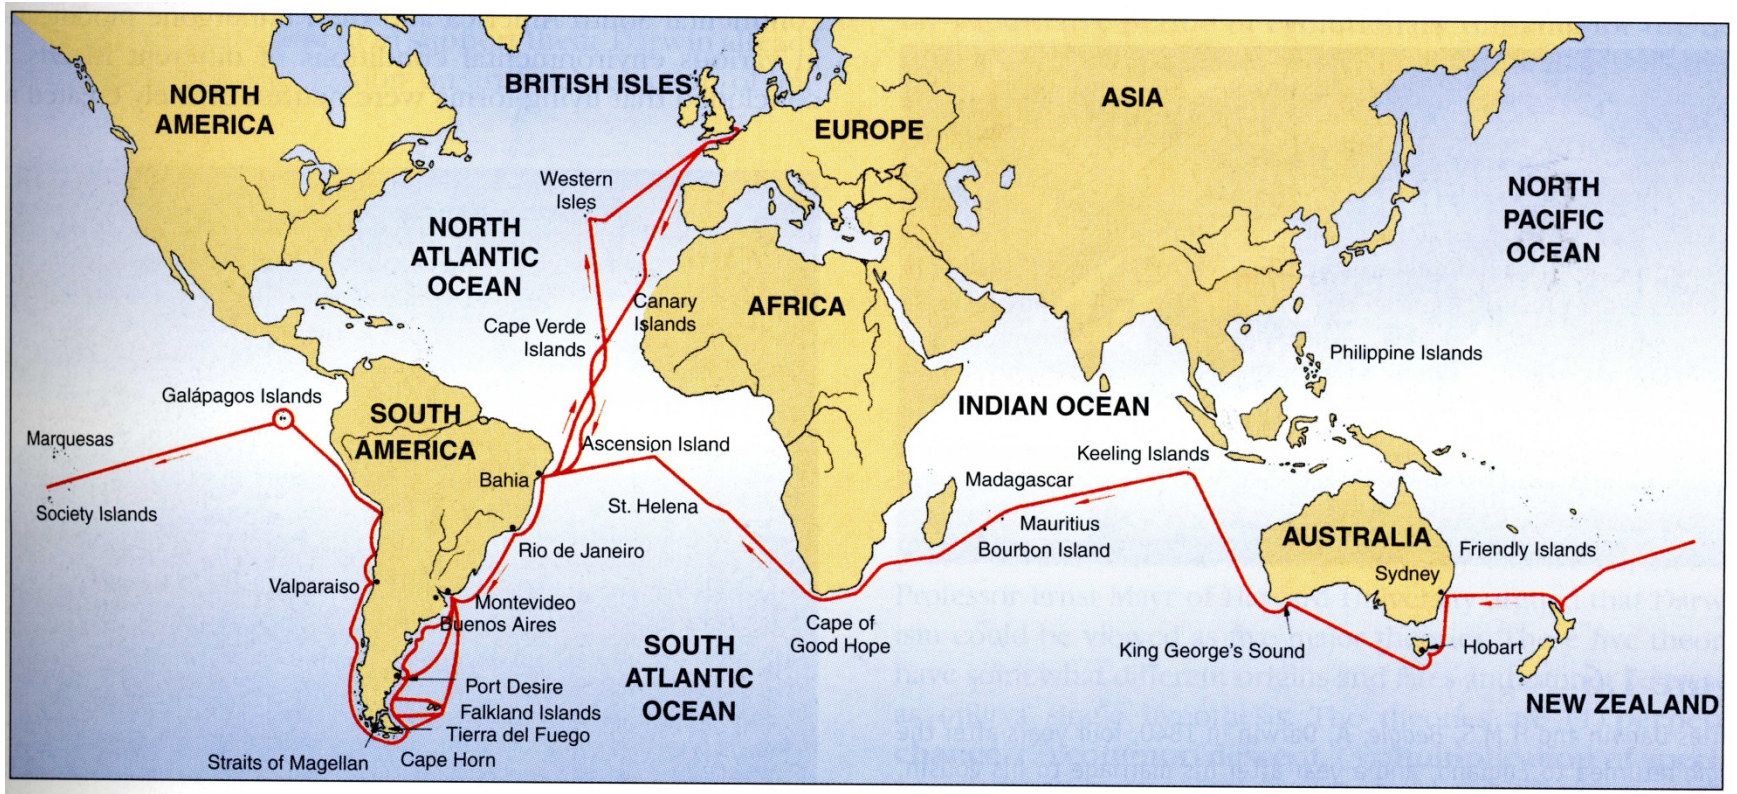 NORTH
AMERICA
BRITISH ISLES
EUROPE
ASIA
NORTH
PACIFIC
OCEAN
Western
Isles
NORTH
ATLANTIC
OCEAN
Canary
Islands
AFRICA
Cape Verde
Islands
Philippine Islands
Galápagos Islands
SOUTH
AMERICA
INDIAN OCEAN
Marquesas
Ascension Island
Keeling Islands
Bahia
Madagascar
Society Islands
St. Helena
Mauritius
Bourbon Island
AUSTRALIA
Friendly Islands
Rio de Janeiro
Sydney
Valparaiso
Montevideo
Buenos Aires
Cape of
Good Hope
King George's Sound
Hobart
SOUTH
ATLANTIC
OCEAN
Port Desire
Falkland Islands
Tierra del Fuego
NEW ZEALAND
Straits of Magellan
Cape Horn